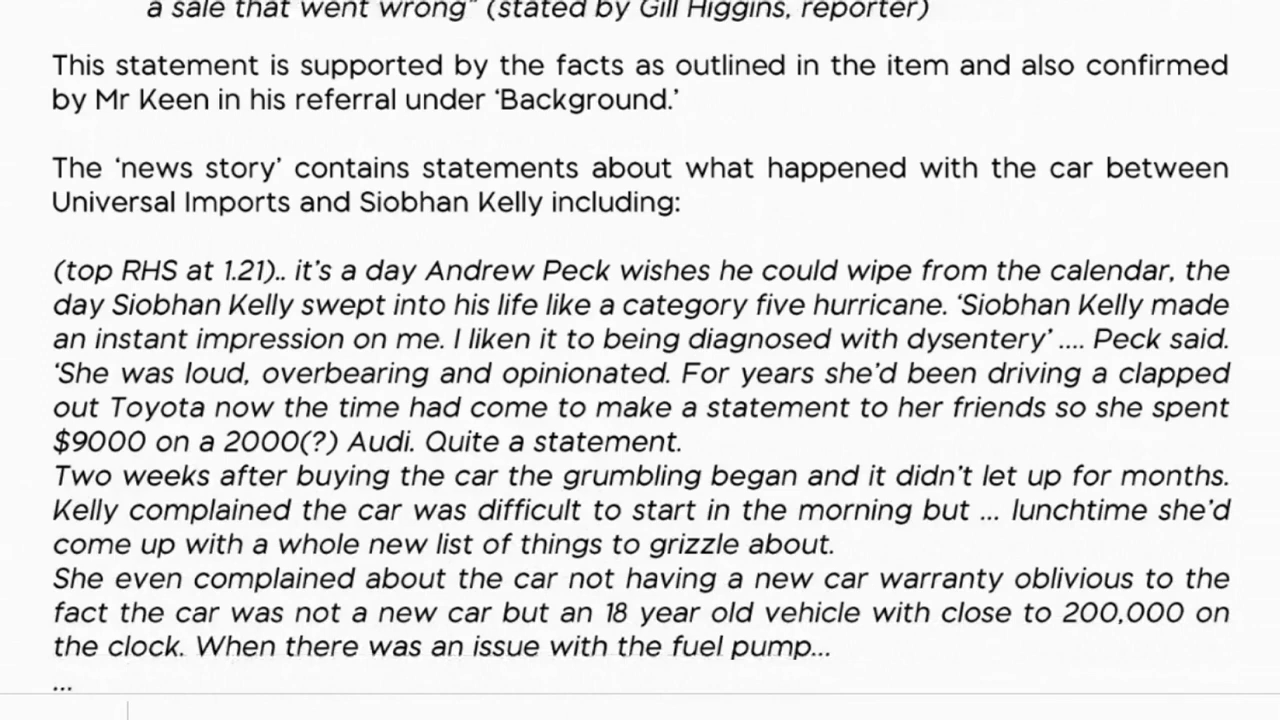 a sale that went wrong" (stated by Gill Higgins, reporter)
This statement is supported by the facts as outlined in the item and also confirmed
by Mr Keen in his referral under ‘Background.’
The ‘news story’ contains statements about what happened with the car between
Universal Imports and Siobhan Kelly including:
(top RHS at 1.21).. it’s a day Andrew Peck wishes he could wipe from the calendar, the
day Siobhan Kelly swept into his life like a category five hurricane. ‘Siobhan Kelly made
an instant impression on me. I liken it to being diagnosed with dysentery’ .... Peck said.
‘She was loud, overbearing and opinionated. For years she’d been driving a clapped
out Toyota now the time had come to make a statement to her friends so she spent
$9000 on a 2000(?) Audi. Quite a statement.
Two weeks after buying the car the grumbling began and it didn’t let up for months.
Kelly complained the car was difficult to start in the morning but ... lunchtime she’d
come up with a whole new list of things to grizzle about.
She even complained about the car not having a new car warranty oblivious to the
fact the car was not a new car but an 18 year old vehicle with close to 200,000 on
the clock. When there was an issue with the fuel pump...
...